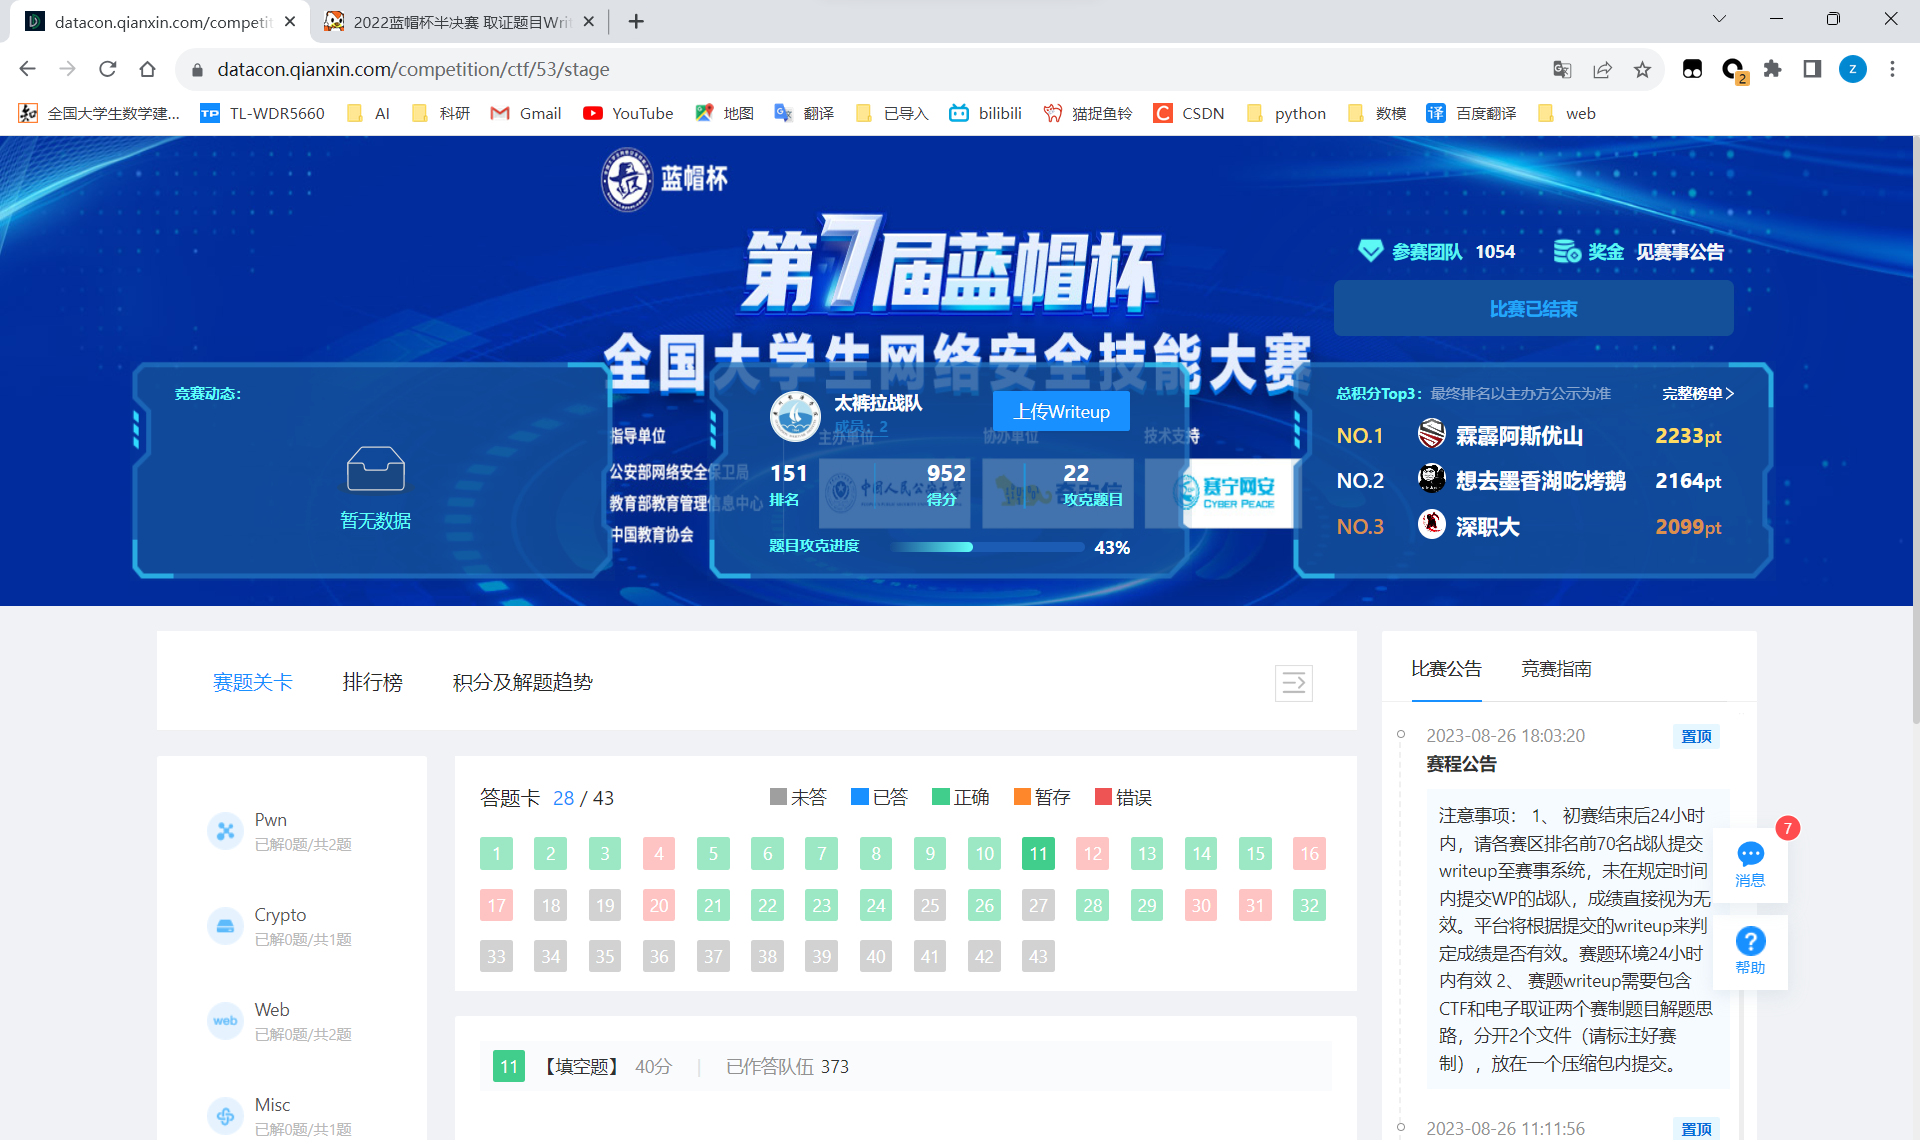 datacon.qianxin.com/competit
2022蓝帽杯半决赛 取证题目Wri
datacon.qianxin.com/competition/ctf/53/stage
2
z
全国大学生数学建...
TP TL-WDR5660
AI
科研
Gmail
YouTube
地图
翻译
已导入
bilibili
猫捉鱼铃
CSDN
python
数模
译 百度翻译
web
蓝帽杯
第7届蓝帽杯
全国大学生网络安全技能大赛
参赛团队 1054
奖金 见赛事公告
比赛已结束
竞赛动态:
暂无数据
指导单位
公安部网络安全保卫局
教育部教育管理信息中心
中国教育协会
主办单位
协办单位
技术支持
中国人民公安大学
奇安信
赛宁网安
CYBER PEACE
太裤拉战队
成员: 2
上传Writeup
151
排名
952
得分
22
攻克题目
题目攻克进度
43%
总积分Top3: 最终排名以主办方公示为准
完整榜单
NO.1 霖霹阿斯优山 2233pt
NO.2 想去墨香湖吃烤鹅 2164pt
NO.3 深职大 2099pt
赛题关卡
排行榜
积分及解题趋势
Pwn
已解0题/共2题
Crypto
已解0题/共1题
web
Web
已解0题/共2题
Misc
已解0题/共1题
答题卡 28 / 43
未答 已答 正确 暂存 错误
1 2 3 4 5 6 7 8 9 10 11 12 13 14 15 16
17 18 19 20 21 22 23 24 25 26 27 28 29 30 31 32
33 34 35 36 37 38 39 40 41 42 43
11 【填空题】 40分 | 已作答队伍 373
比赛公告
竞赛指南
2023-08-26 18:03:20
置顶
赛程公告
注意事项: 1、 初赛结束后24小时
内，请各赛区排名前70名战队提交
writeup至赛事系统，未在规定时间
内提交WP的战队，成绩直接视为无
效。平台将根据提交的writeup来判
定成绩是否有效。赛题环境24小时
内有效 2、 赛题writeup需要包含
CTF和电子取证两个赛制题目解题思
路，分开2个文件（请标注好赛
制），放在一个压缩包内提交。
2023-08-26 11:11:56
置顶
7
消息
帮助